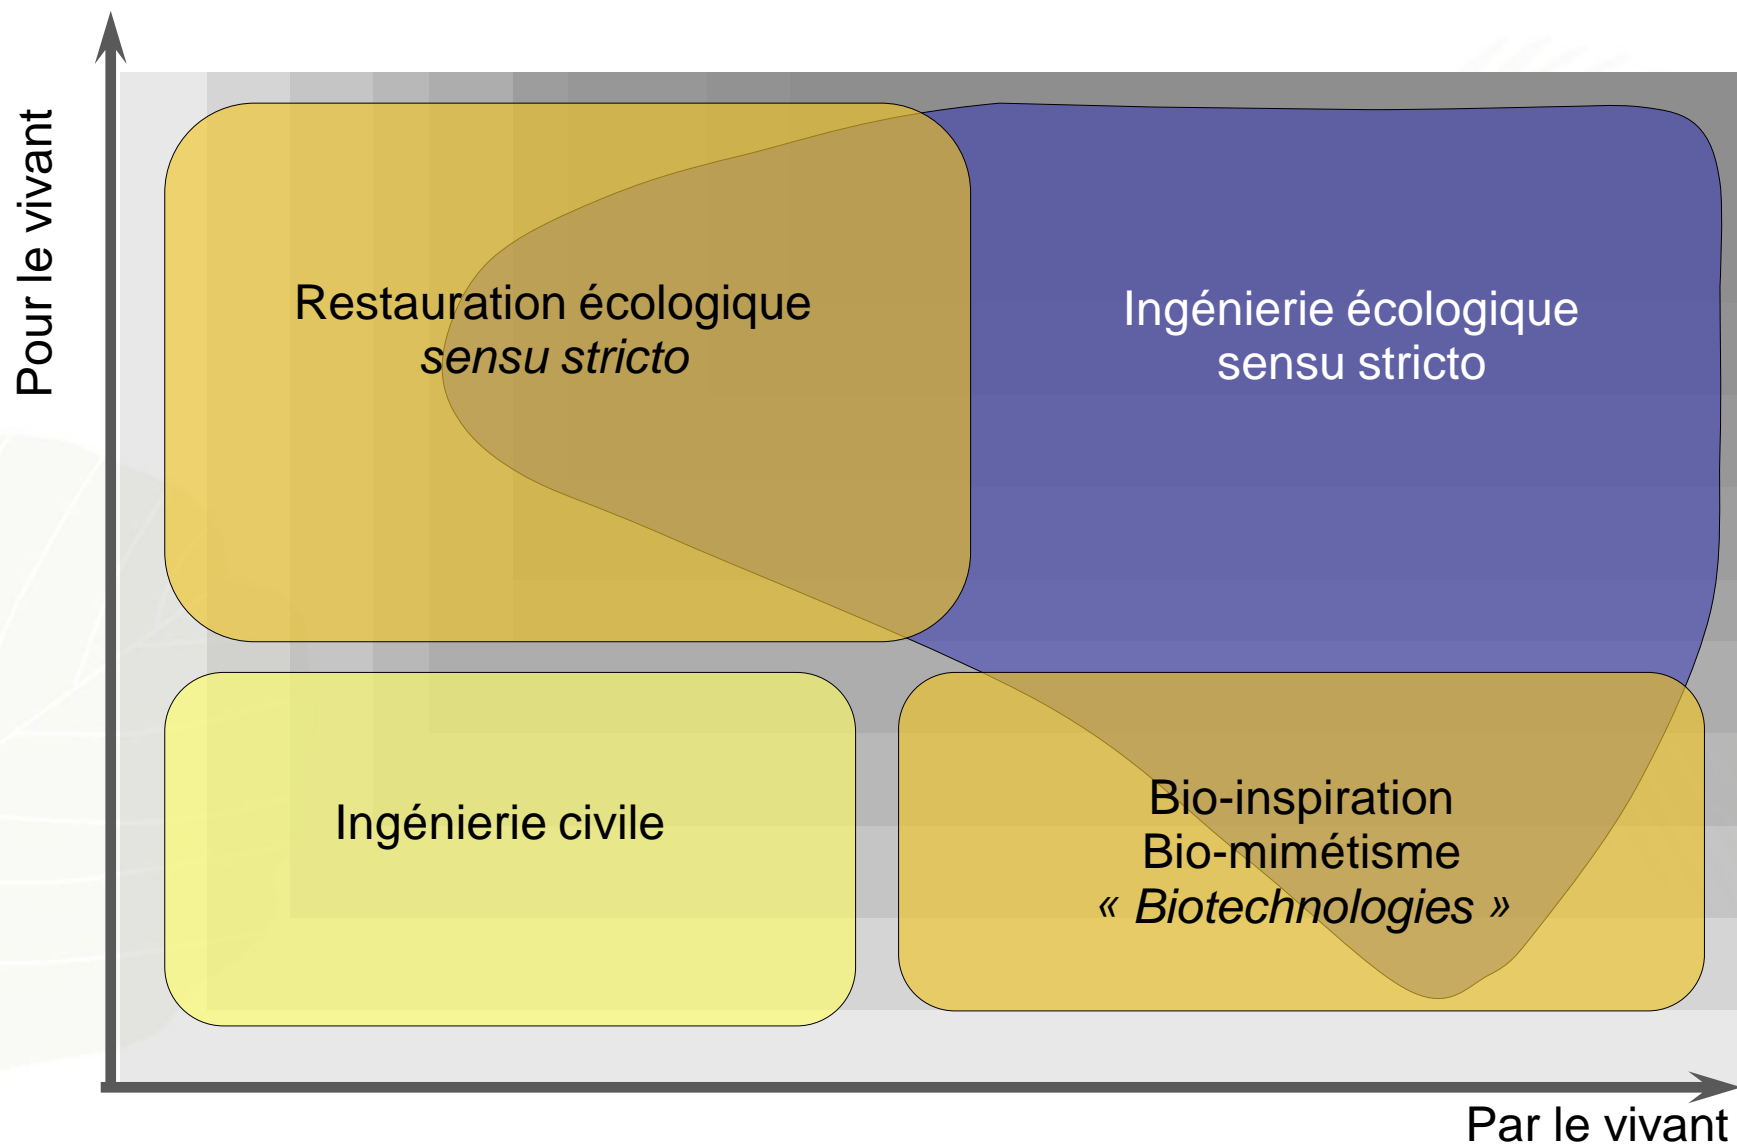 Pour le vivant
Restauration écologique
sensu stricto
Ingénierie écologique
sensu stricto
Ingénierie civile
Bio-inspiration
Bio-mimétisme
« Biotechnologies »
Par le vivant